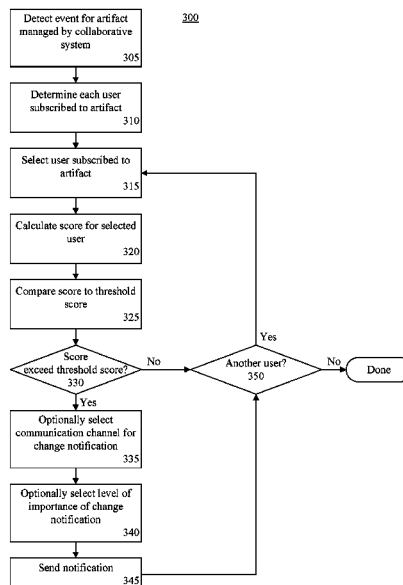 300
Detect event for artifact
managed by collaborative
system
305
Determine each user
subscribed to artifact
310
Select user subscribed to
artifact
315
Calculate score for selected
user
320
Compare score to threshold
score
325
Score
exceed threshold score?
330
No
Yes
Another user?
350
Yes
No
Done
Optionally select
communication channel for
change notification
335
Optionally select level of
importance of change
notification
340
Send notification
345